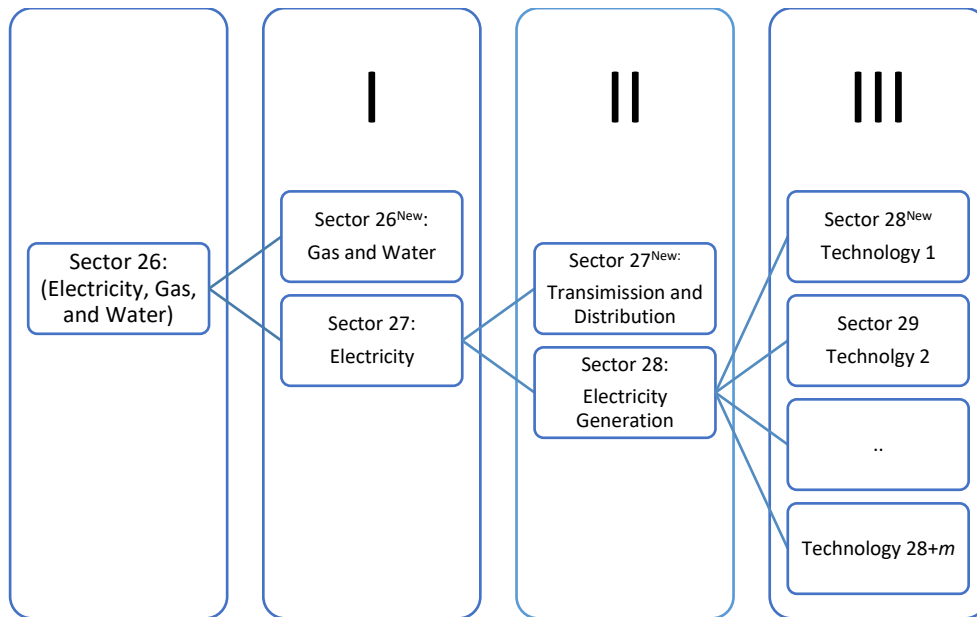 Sector 26:
(Electricity, Gas,
and Water)
I
Sector 26New:
Gas and Water
Sector 27:
Electricity
II
Sector 27New:
Transimission and
Distribution
Sector 28:
Electricity
Generation
III
Sector 28New
Technology 1
Sector 29
Technolgy 2
..
Technology 28+m